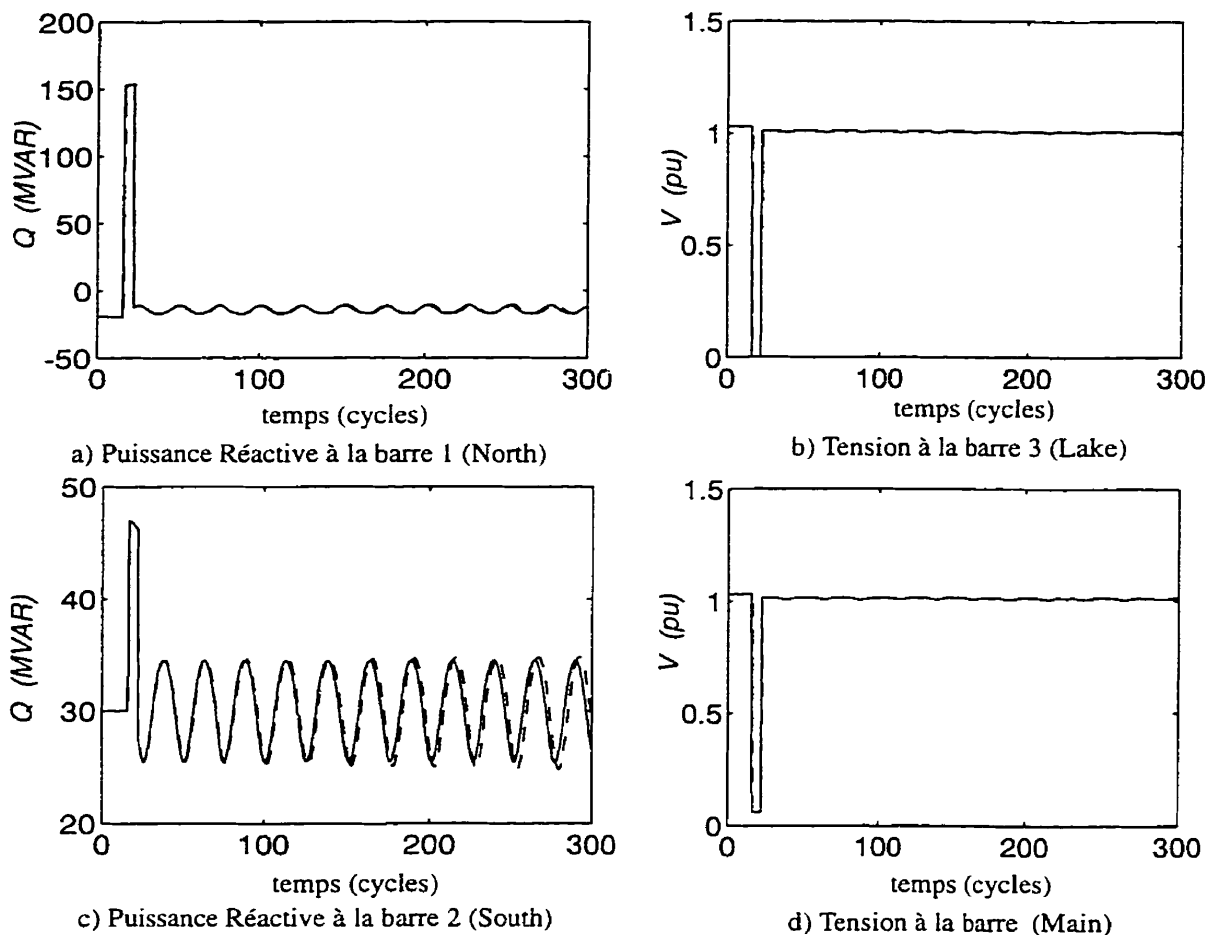 200
150
100
50
0
-50
Q (MVAR)
0 100 200 300
temps (cycles)
a) Puissance Réactive à la barre 1 (North)
1.5
1
0.5
0
V (pu)
0 100 200 300
temps (cycles)
b) Tension à la barre 3 (Lake)
50
40
30
20
Q (MVAR)
0 100 200 300
temps (cycles)
c) Puissance Réactive à la barre 2 (South)
1.5
1
0.5
0
V (pu)
0 100 200 300
temps (cycles)
d) Tension à la barre (Main)